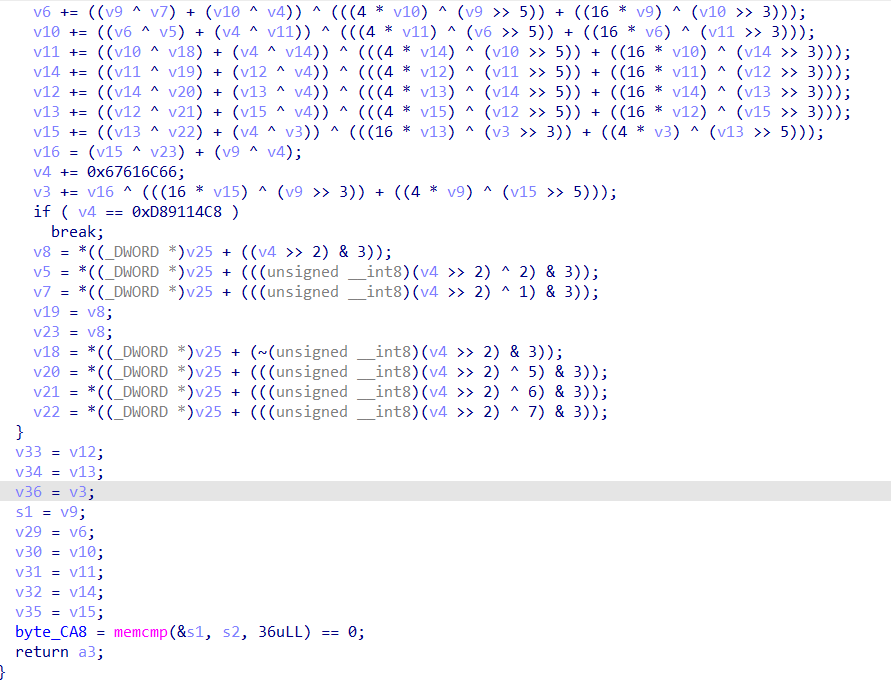 v6 += ((v9 ^ v7) + (v10 ^ v4)) ^ (((4 * v10) ^ (v9 >> 5)) + ((16 * v9) ^ (v10 >> 3)));
v10 += ((v6 ^ v5) + (v4 ^ v11)) ^ (((4 * v11) ^ (v6 >> 5)) + ((16 * v6) ^ (v11 >> 3)));
v11 += ((v10 ^ v18) + (v4 ^ v14)) ^ (((4 * v14) ^ (v10 >> 5)) + ((16 * v10) ^ (v14 >> 3)));
v14 += ((v11 ^ v19) + (v12 ^ v4)) ^ (((4 * v12) ^ (v11 >> 5)) + ((16 * v11) ^ (v12 >> 3)));
v12 += ((v14 ^ v20) + (v13 ^ v4)) ^ (((4 * v13) ^ (v14 >> 5)) + ((16 * v14) ^ (v13 >> 3)));
v13 += ((v12 ^ v21) + (v15 ^ v4)) ^ (((4 * v15) ^ (v12 >> 5)) + ((16 * v12) ^ (v15 >> 3)));
v15 += ((v13 ^ v22) + (v4 ^ v3)) ^ (((16 * v13) ^ (v3 >> 3)) + ((4 * v3) ^ (v13 >> 5)));
v16 = (v15 ^ v23) + (v9 ^ v4);
v4 += 0x67616C66;
v3 += v16 ^ (((16 * v15) ^ (v9 >> 3)) + ((4 * v9) ^ (v15 >> 5)));
if ( v4 == 0xD89114C8 )
break;
v8 = *((_DWORD *)v25 + ((v4 >> 2) & 3));
v5 = *((_DWORD *)v25 + (((unsigned __int8)(v4 >> 2) ^ 2) & 3));
v7 = *((_DWORD *)v25 + (((unsigned __int8)(v4 >> 2) ^ 1) & 3));
v19 = v8;
v23 = v8;
v18 = *((_DWORD *)v25 + (~(unsigned __int8)(v4 >> 2) & 3));
v20 = *((_DWORD *)v25 + (((unsigned __int8)(v4 >> 2) ^ 5) & 3));
v21 = *((_DWORD *)v25 + (((unsigned __int8)(v4 >> 2) ^ 6) & 3));
v22 = *((_DWORD *)v25 + (((unsigned __int8)(v4 >> 2) ^ 7) & 3));
}
v33 = v12;
v34 = v13;
v36 = v3;
s1 = v9;
v29 = v6;
v30 = v10;
v31 = v11;
v32 = v14;
v35 = v15;
byte_CA8 = memcmp(&s1, s2, 36uLL) == 0;
return a3;
}